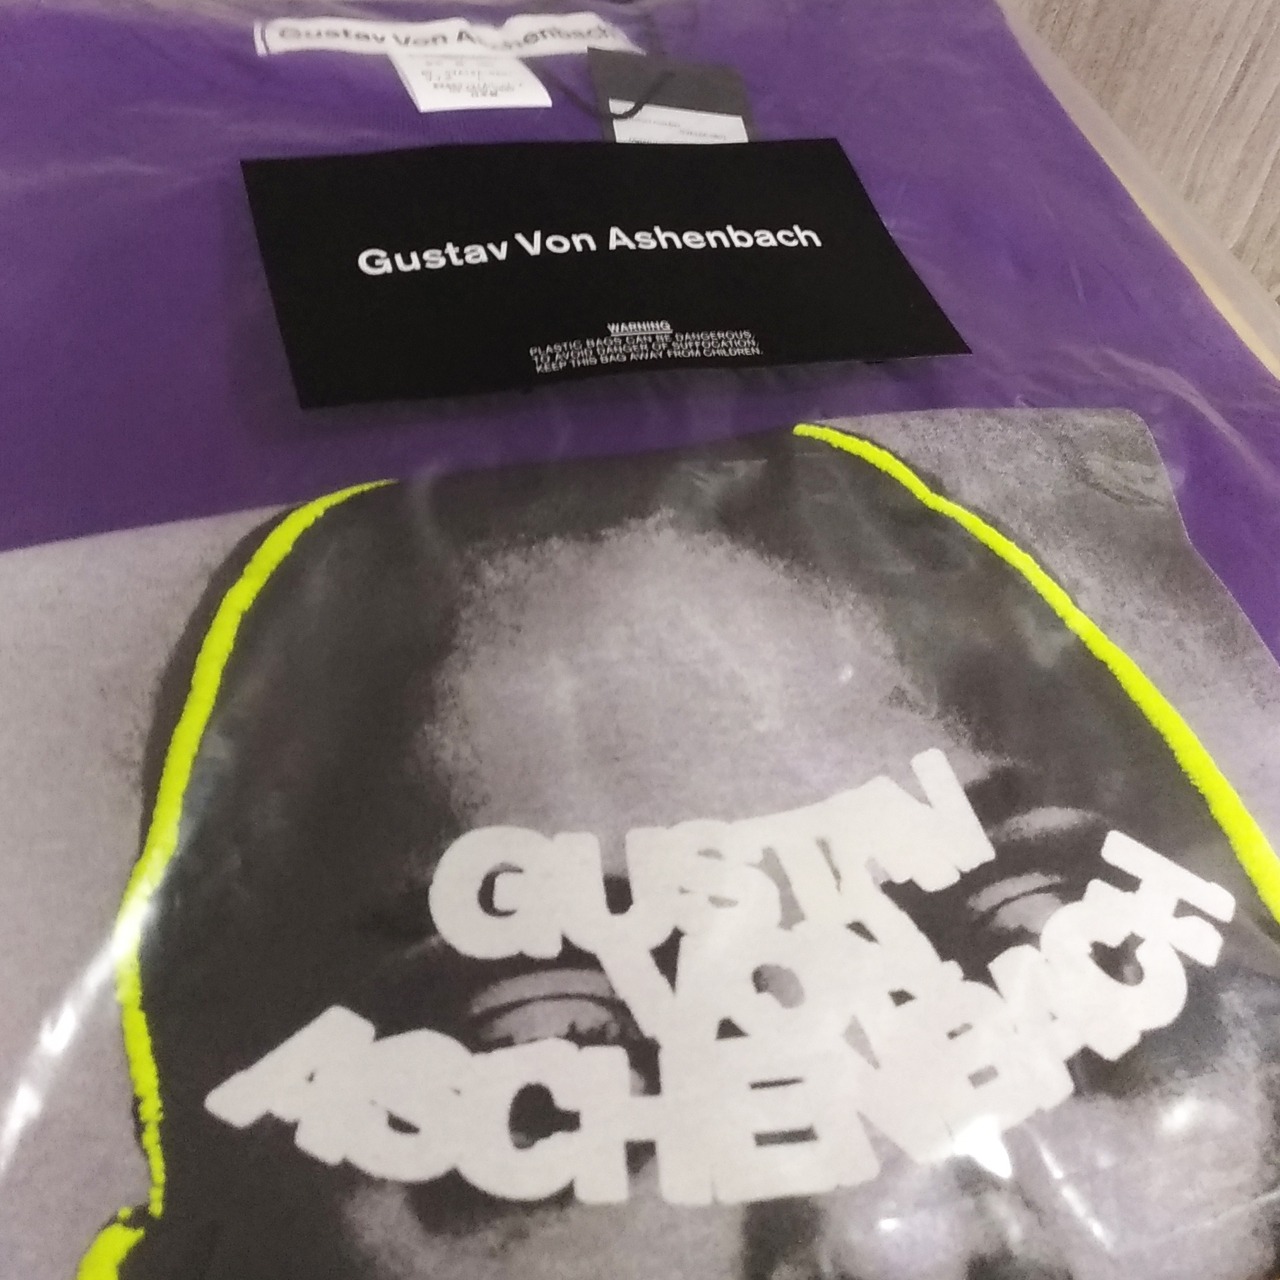 Gustav Von Aschenbach
Gustav Von Ashenbach
WARNING
PLASTIC BAGS CAN BE DANGEROUS,
TO AVOID DANGER OF SUFFOCATION,
KEEP THIS BAG AWAY FROM CHILDREN.
GUSTAV
VON
ASCHENBACH